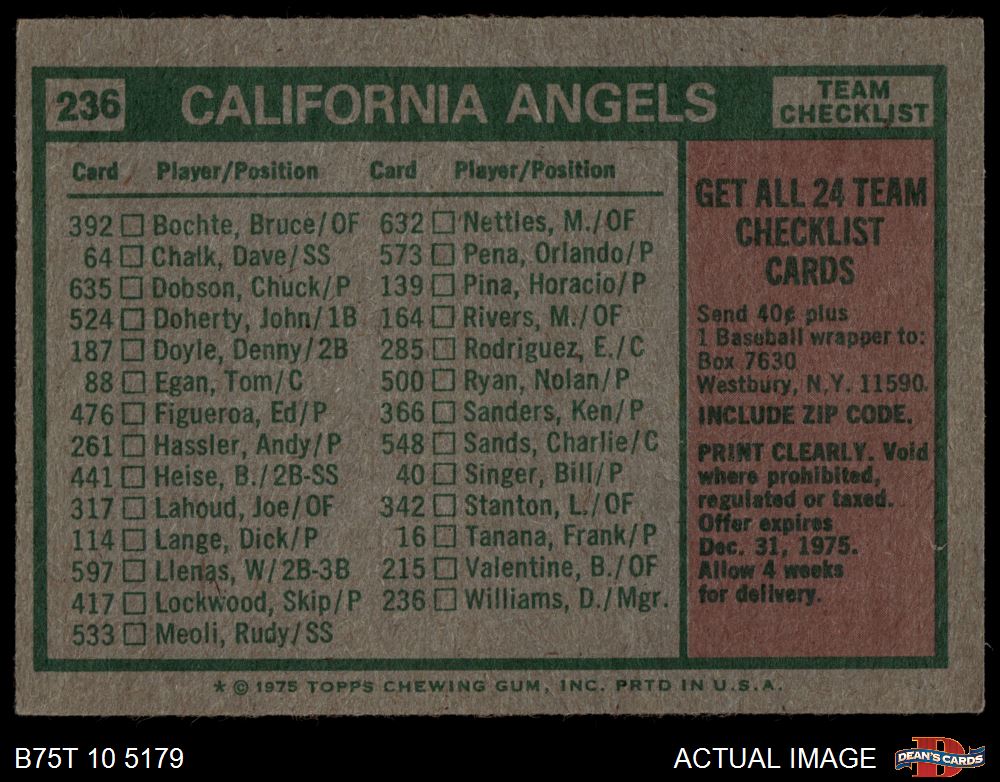 236 CALIFORNIA ANGELS TEAM CHECKLIST
Card Player/Position
392 Bochte, Bruce/OF
64 Chalk, Dave/SS
635 Dobson, Chuck/P
524 Doherty, John/1B
187 Doyle, Denny/2B
88 Egan, Tom/C
476 Figueroa, Ed/P
261 Hassler, Andy/P
441 Heise, B./2B-SS
317 Lahoud, Joe/OF
114 Lange, Dick/P
597 Llenas, W/2B-3B
417 Lockwood, Skip/P
533 Meoli, Rudy/SS
Card Player/Position
632 Nettles, M./OF
573 Pena, Orlando/P
139 Pina, Horacio/P
164 Rivers, M./OF
285 Rodriguez, E./C
500 Ryan, Nolan/P
366 Sanders, Ken/P
548 Sands, Charlie/C
40 Singer, Bill/P
342 Stanton, L./OF
16 Tanana, Frank/P
215 Valentine, B./OF
236 Williams, D./Mgr.
GET ALL 24 TEAM
CHECKLIST
CARDS
Send 40¢ plus
1 Baseball wrapper to:
Box 7630
Westbury, N.Y. 11590.
INCLUDE ZIP CODE.
PRINT CLEARLY. Void
where prohibited,
regulated or taxed.
Offer expires
Dec. 31, 1975.
Allow 4 weeks
for delivery.
* © 1975 TOPPS CHEWING GUM, INC. PRTD IN U.S.A.
B75T 10 5179
ACTUAL IMAGE
D
DEAN'S CARDS